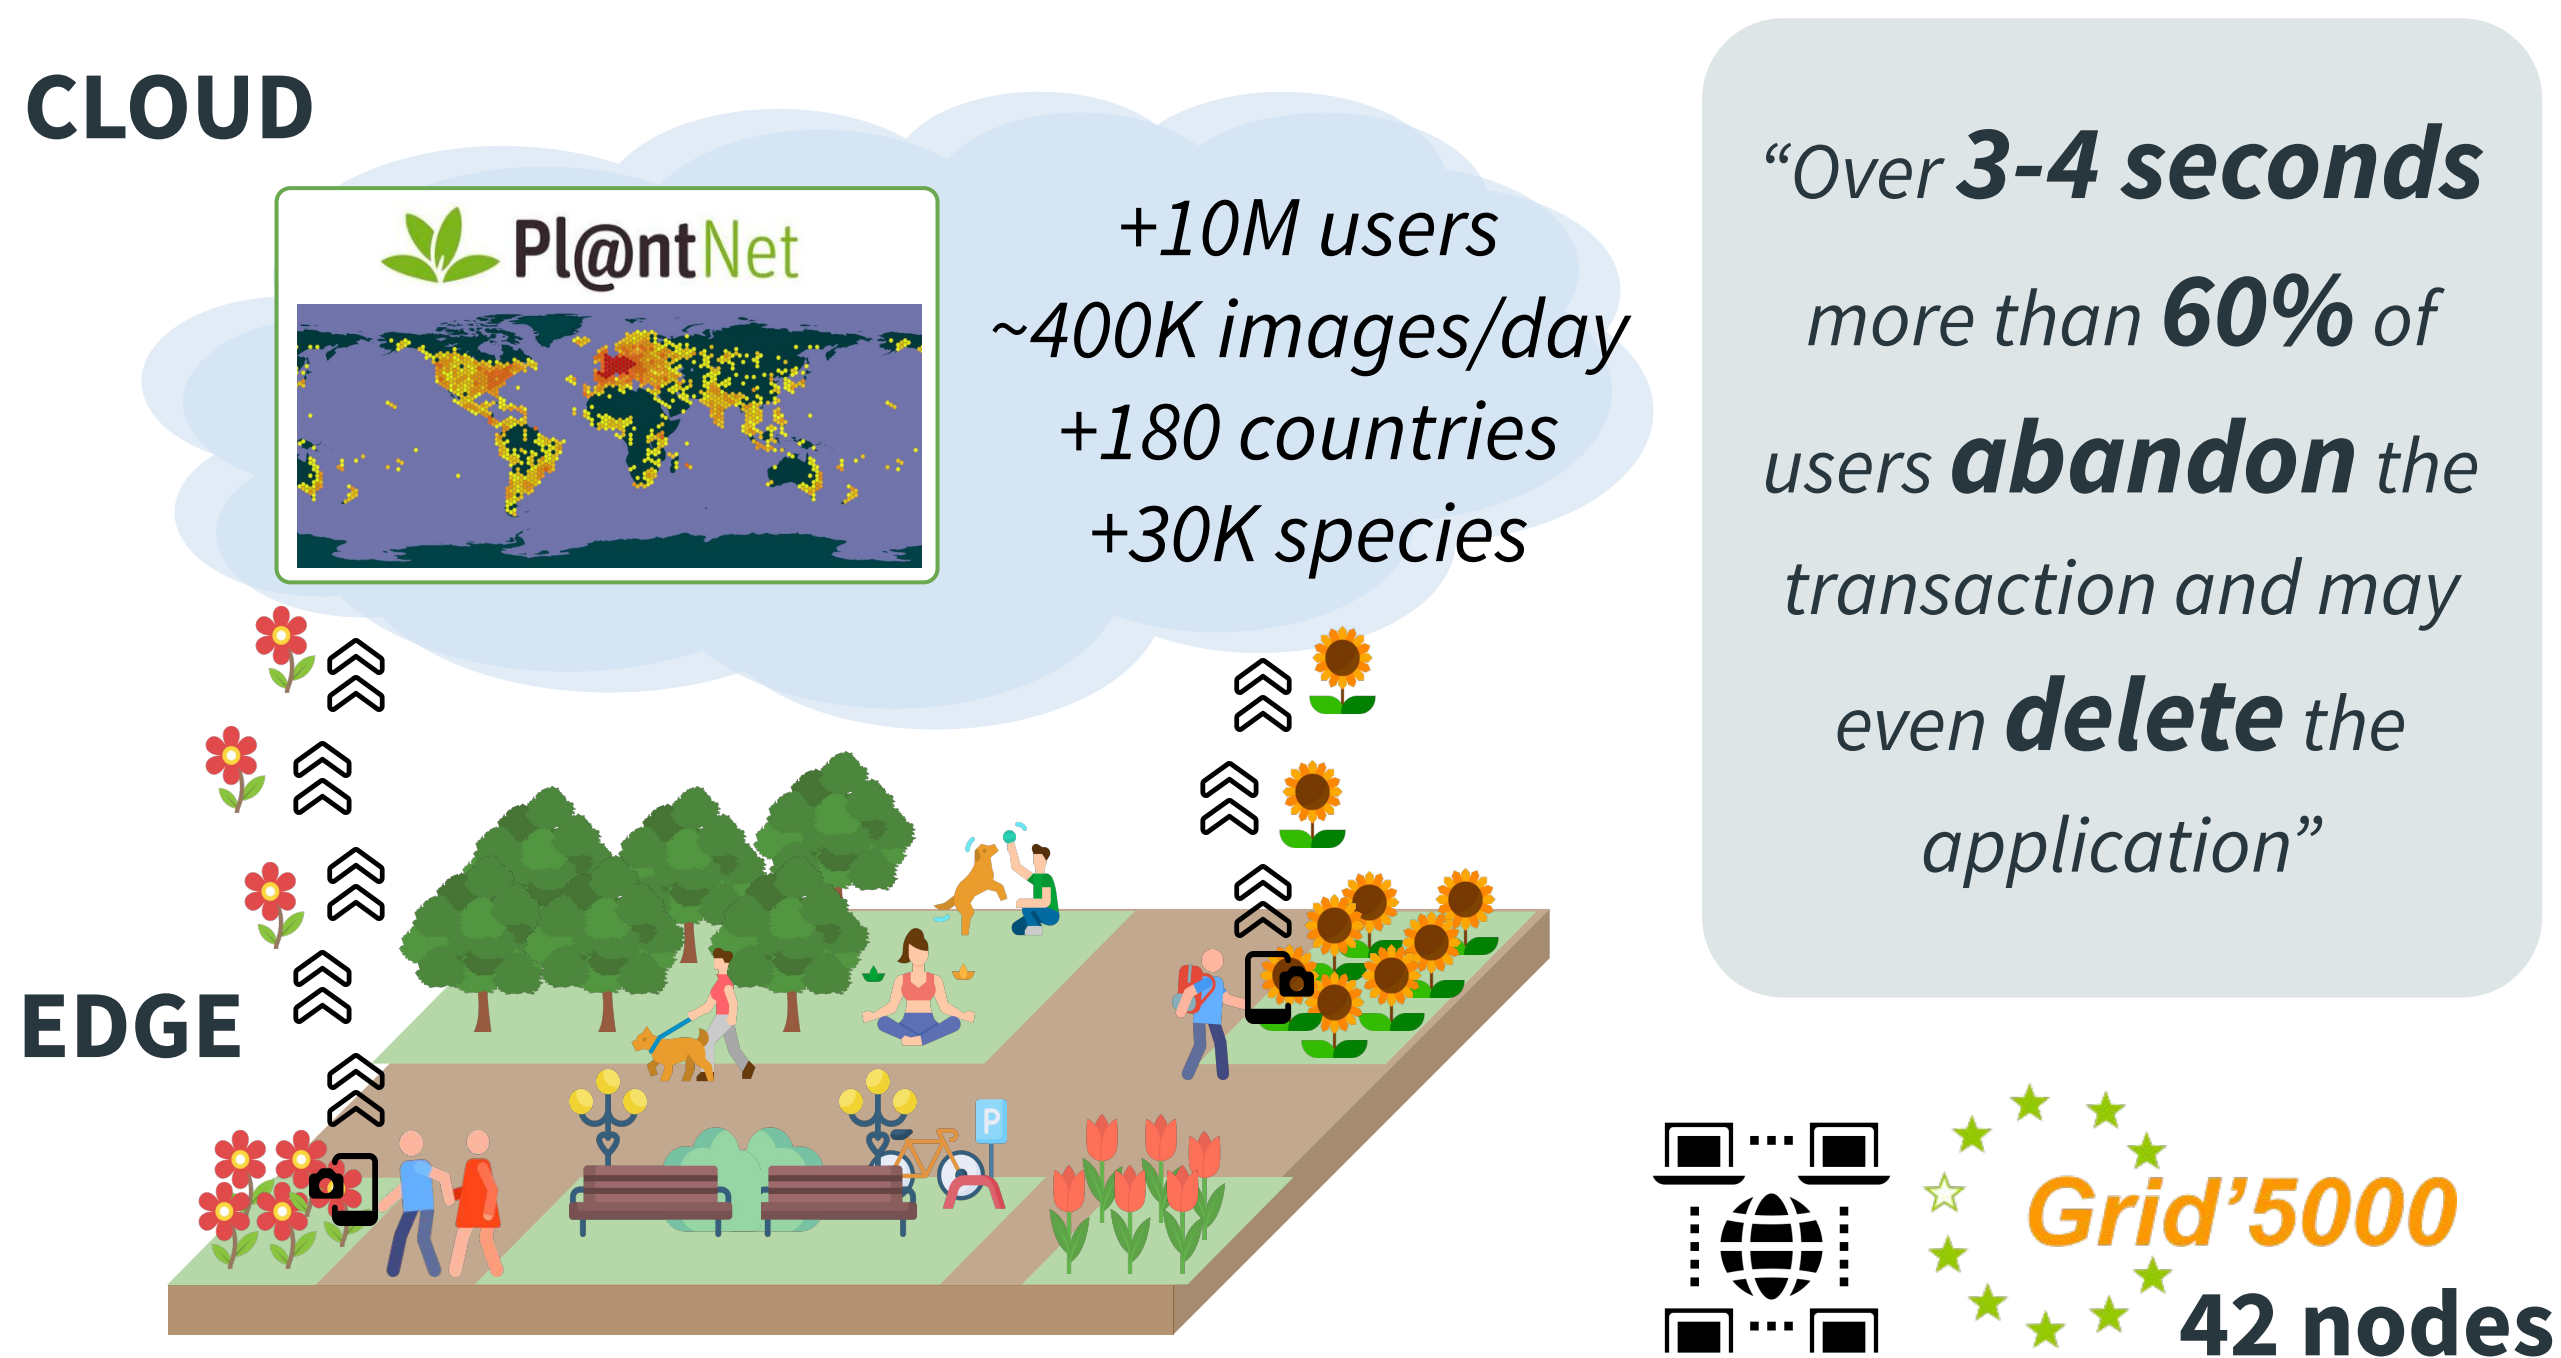 CLOUD
Pl@ntNet
+10M users
~400K images/day
+180 countries
+30K species
“Over 3-4 seconds
more than 60% of
users abandon the
transaction and may
even delete the
application”
EDGE
P
Grid’5000
42 nodes